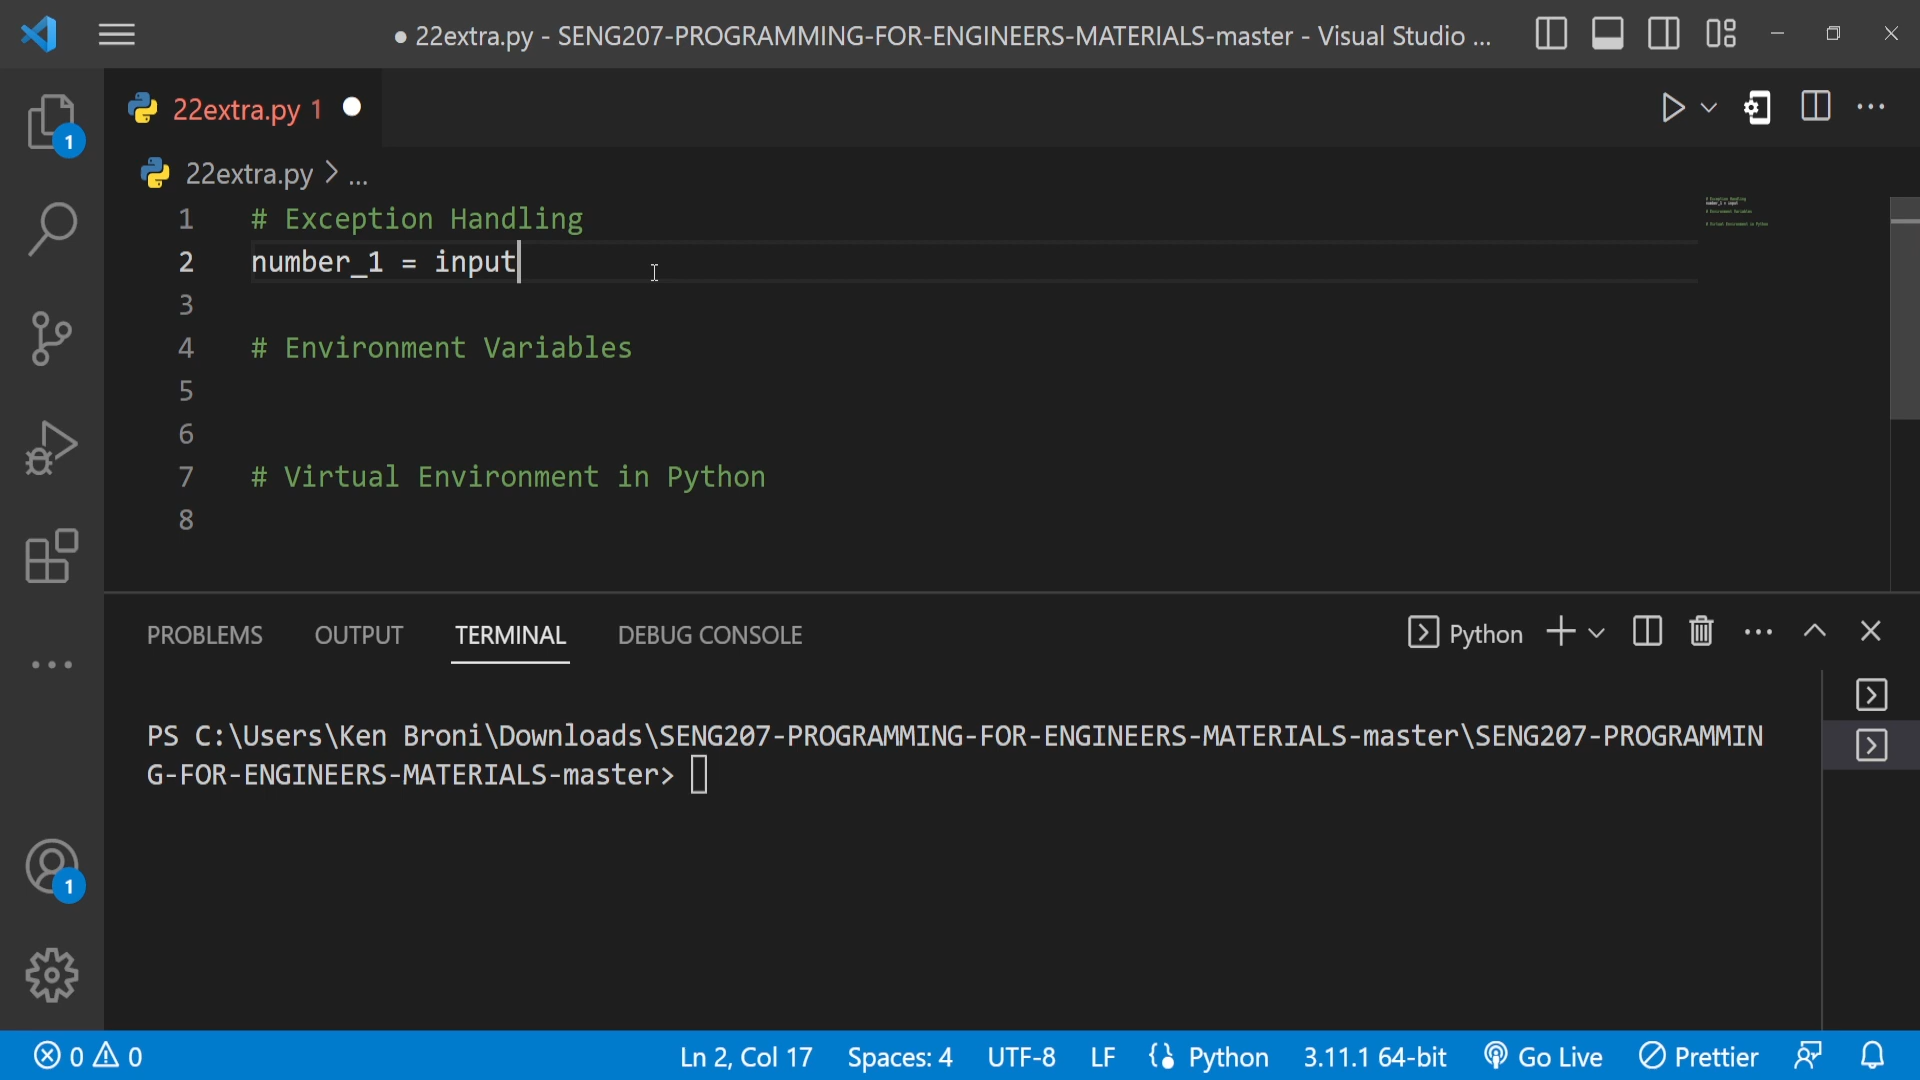 ● 22extra.py - SENG207-PROGRAMMING-FOR-ENGINEERS-MATERIALS-master - Visual Studio ...
22extra.py 1
1
22extra.py > ...
1 # Exception Handling
2 number_1 = input
3
4 # Environment Variables
5
6
7 # Virtual Environment in Python
8
PROBLEMS OUTPUT TERMINAL DEBUG CONSOLE Python
PS C:\Users\Ken Broni\Downloads\SENG207-PROGRAMMING-FOR-ENGINEERS-MATERIALS-master\SENG207-PROGRAMMIN
G-FOR-ENGINEERS-MATERIALS-master>
1
0 0 Ln 2, Col 17 Spaces: 4 UTF-8 LF Python 3.11.1 64-bit Go Live Prettier